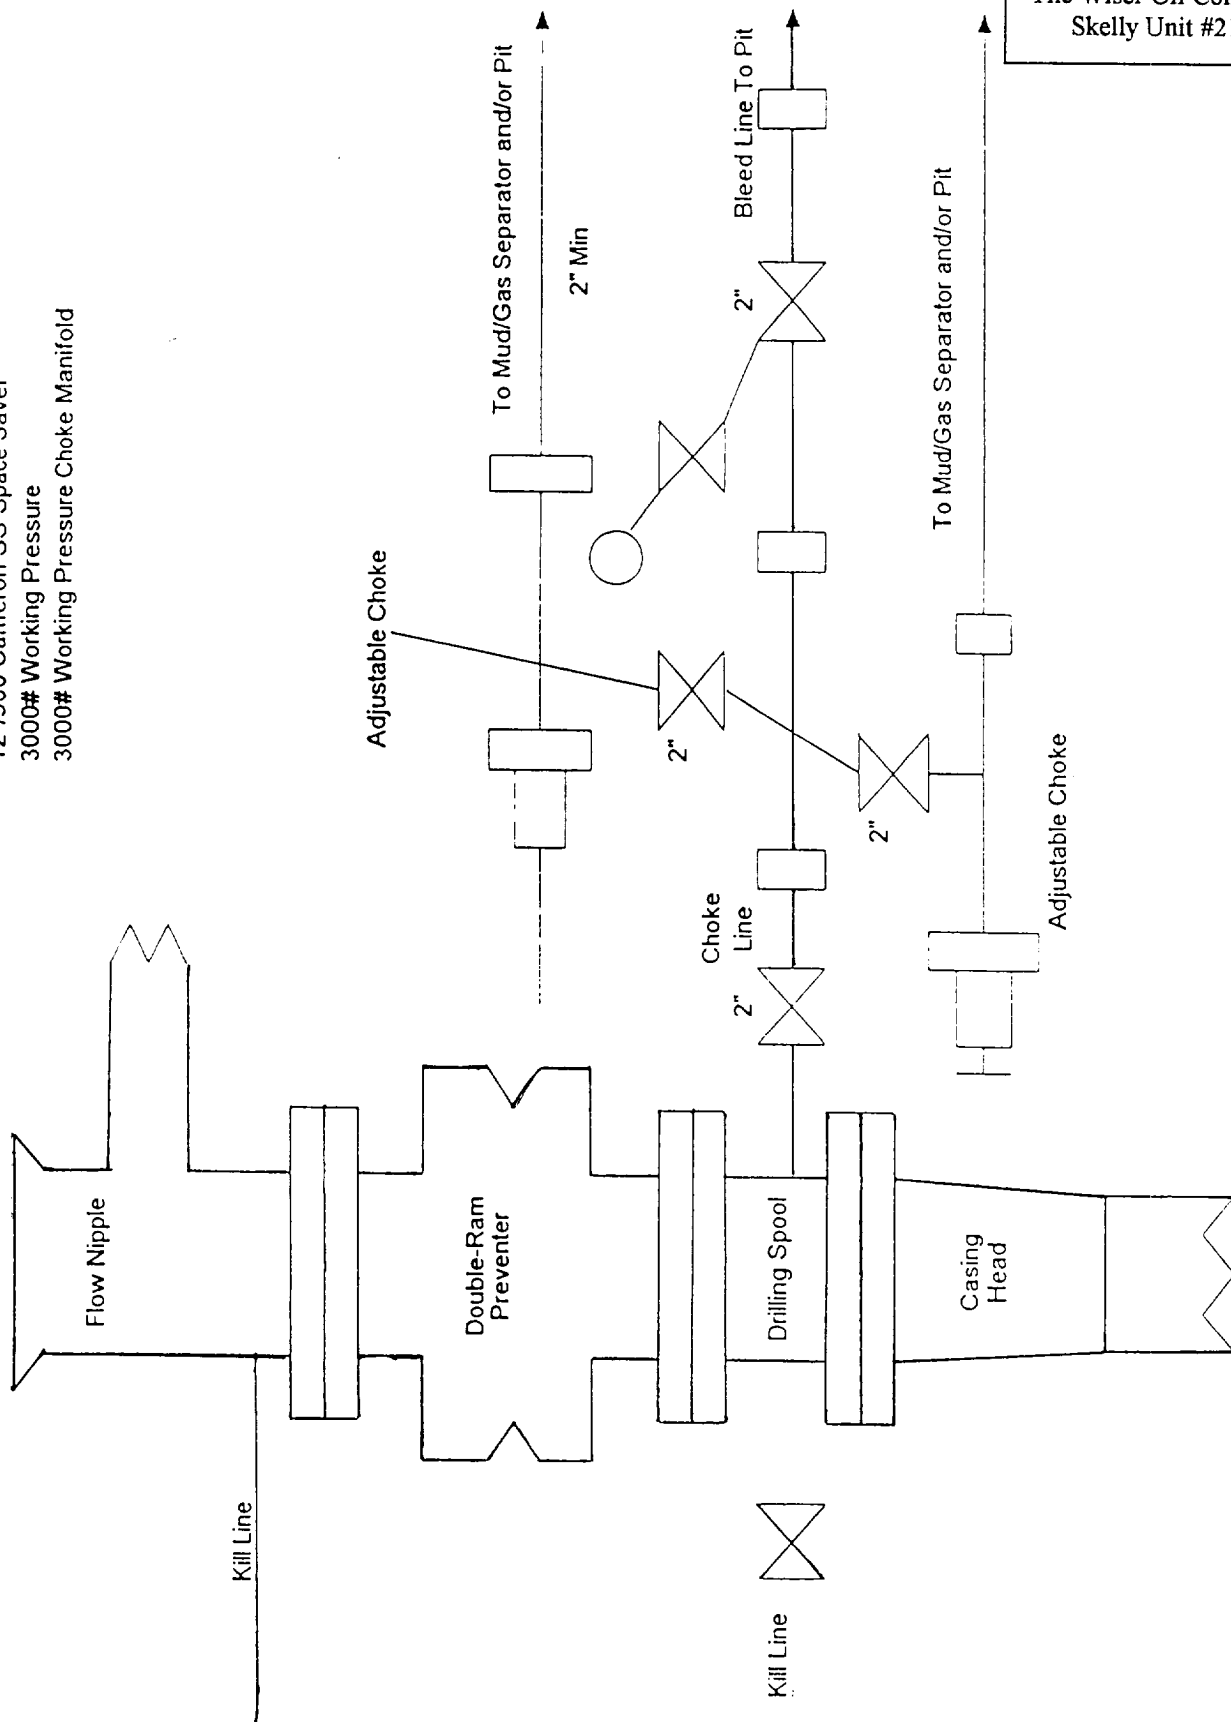 Skelly Unit #2
3000# Working Pressure
3000# Working Pressure Choke Manifold
Flow Nipple
Kill Line
Double-Ram
Preventer
Drilling Spool
Casing
Head
Kill Line
Adjustable Choke
To Mud/Gas Separator and/or Pit
2" Min
Bleed Line To Pit
2"
2"
2"
Choke
Line
2"
To Mud/Gas Separator and/or Pit
Adjustable Choke